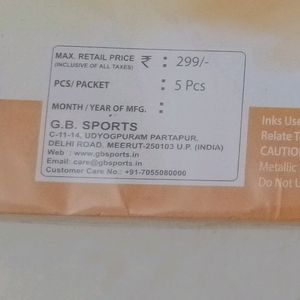 MAX. RETAIL PRICE ₹ : 299/-
(INCLUSIVE OF ALL TAXES)
PCS/ PACKET : 5 Pcs
MONTH / YEAR OF MFG. :
G.B. SPORTS
C-11-14, UDYOGPURAM PARTAPUR,
DELHI ROAD, MEERUT-250103 U.P. (INDIA)
Web : www.gbsports.in
Email: care@gbsports.in
Customer Care No.: +91-7055080000
Inks Use
Relate T
CAUTIO
Metallic
Do Not U